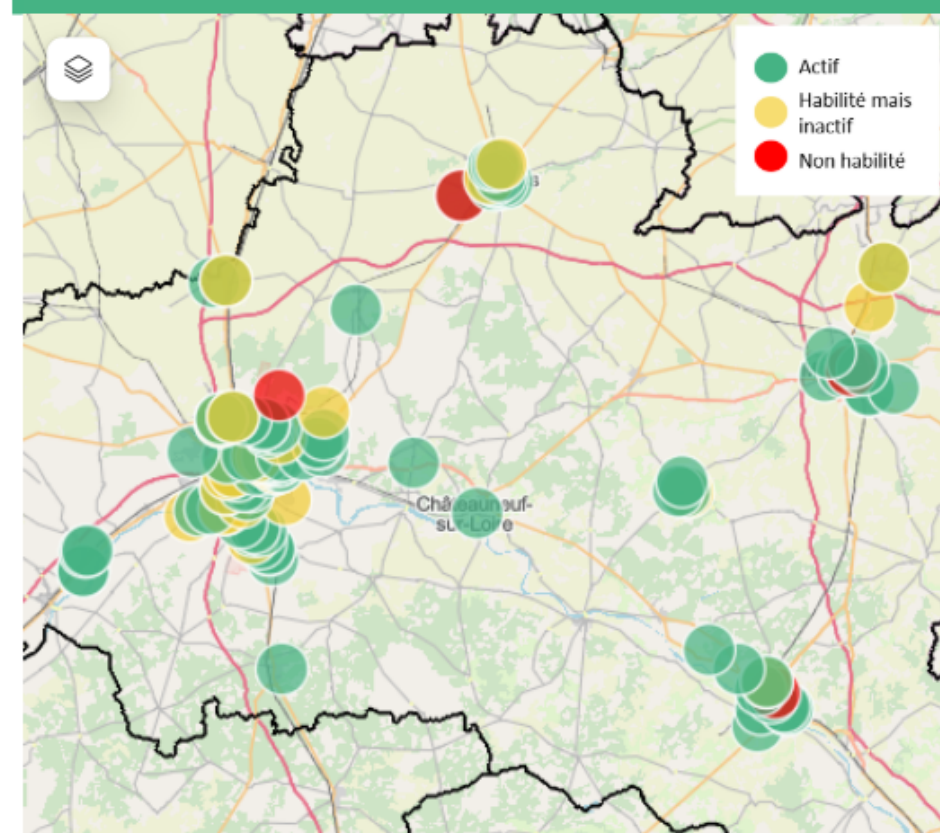 Actif
Habilité mais
inactif
Non habilité
Châteauneuf-
sur-Loire